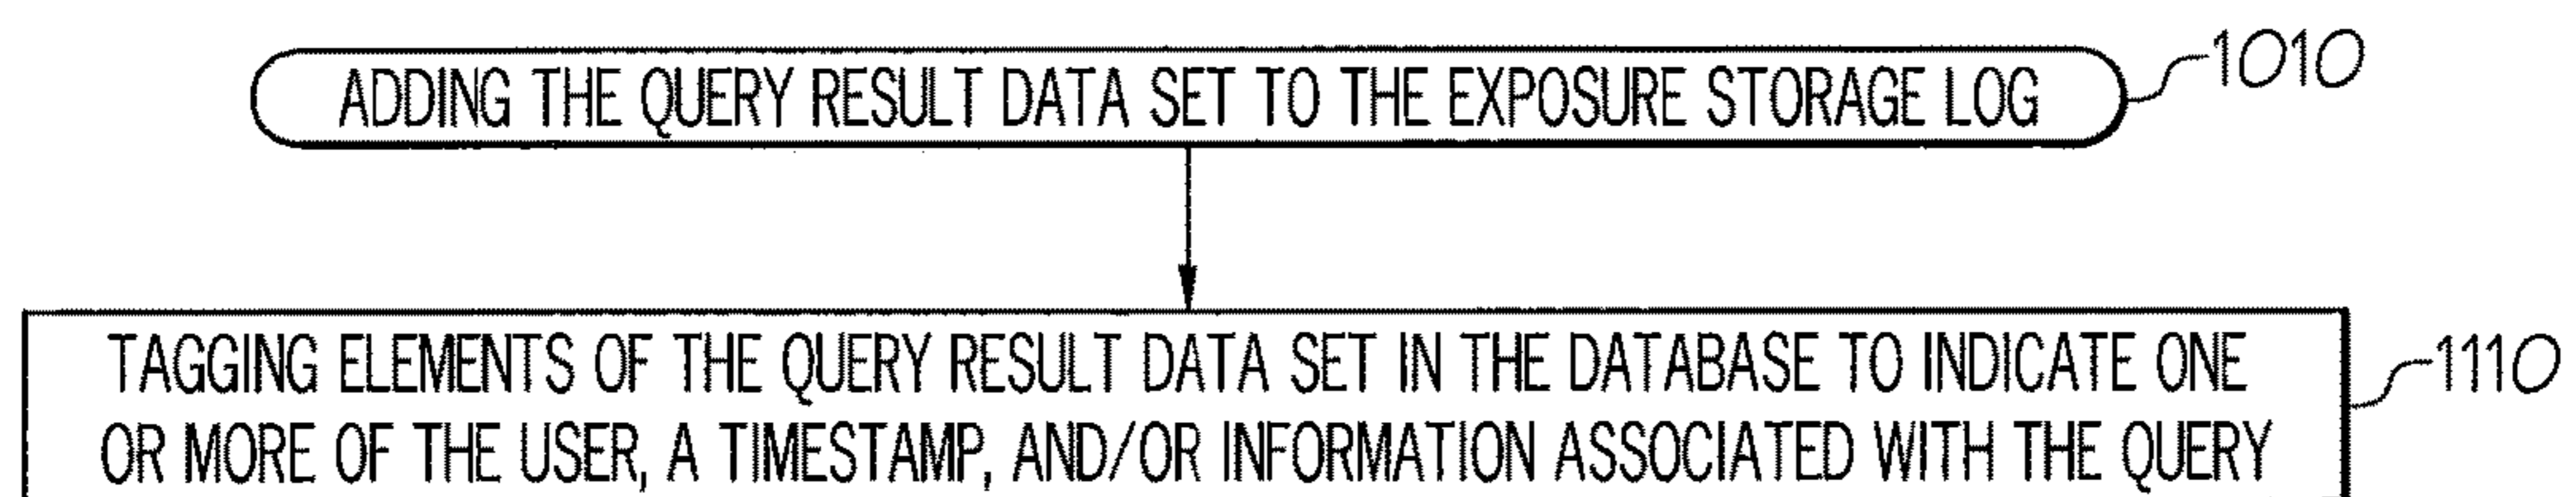 ADDING THE QUERY RESULT DATA SET TO THE EXPOSURE STORAGE LOG
1010
TAGGING ELEMENTS OF THE QUERY RESULT DATA SET IN THE DATABASE TO INDICATE ONE
OR MORE OF THE USER, A TIMESTAMP, AND/OR INFORMATION ASSOCIATED WITH THE QUERY
1110